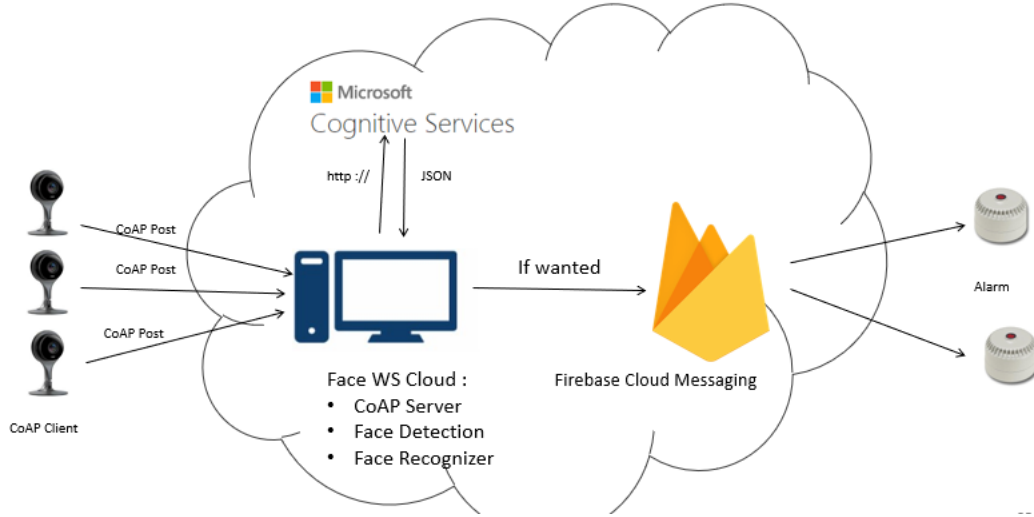 Microsoft
Cognitive Services
http ://
JSON
CoAP Post
CoAP Post
CoAP Post
If wanted
Alarm
Face WS Cloud :
• CoAP Server
• Face Detection
• Face Recognizer
Firebase Cloud Messaging
CoAP Client